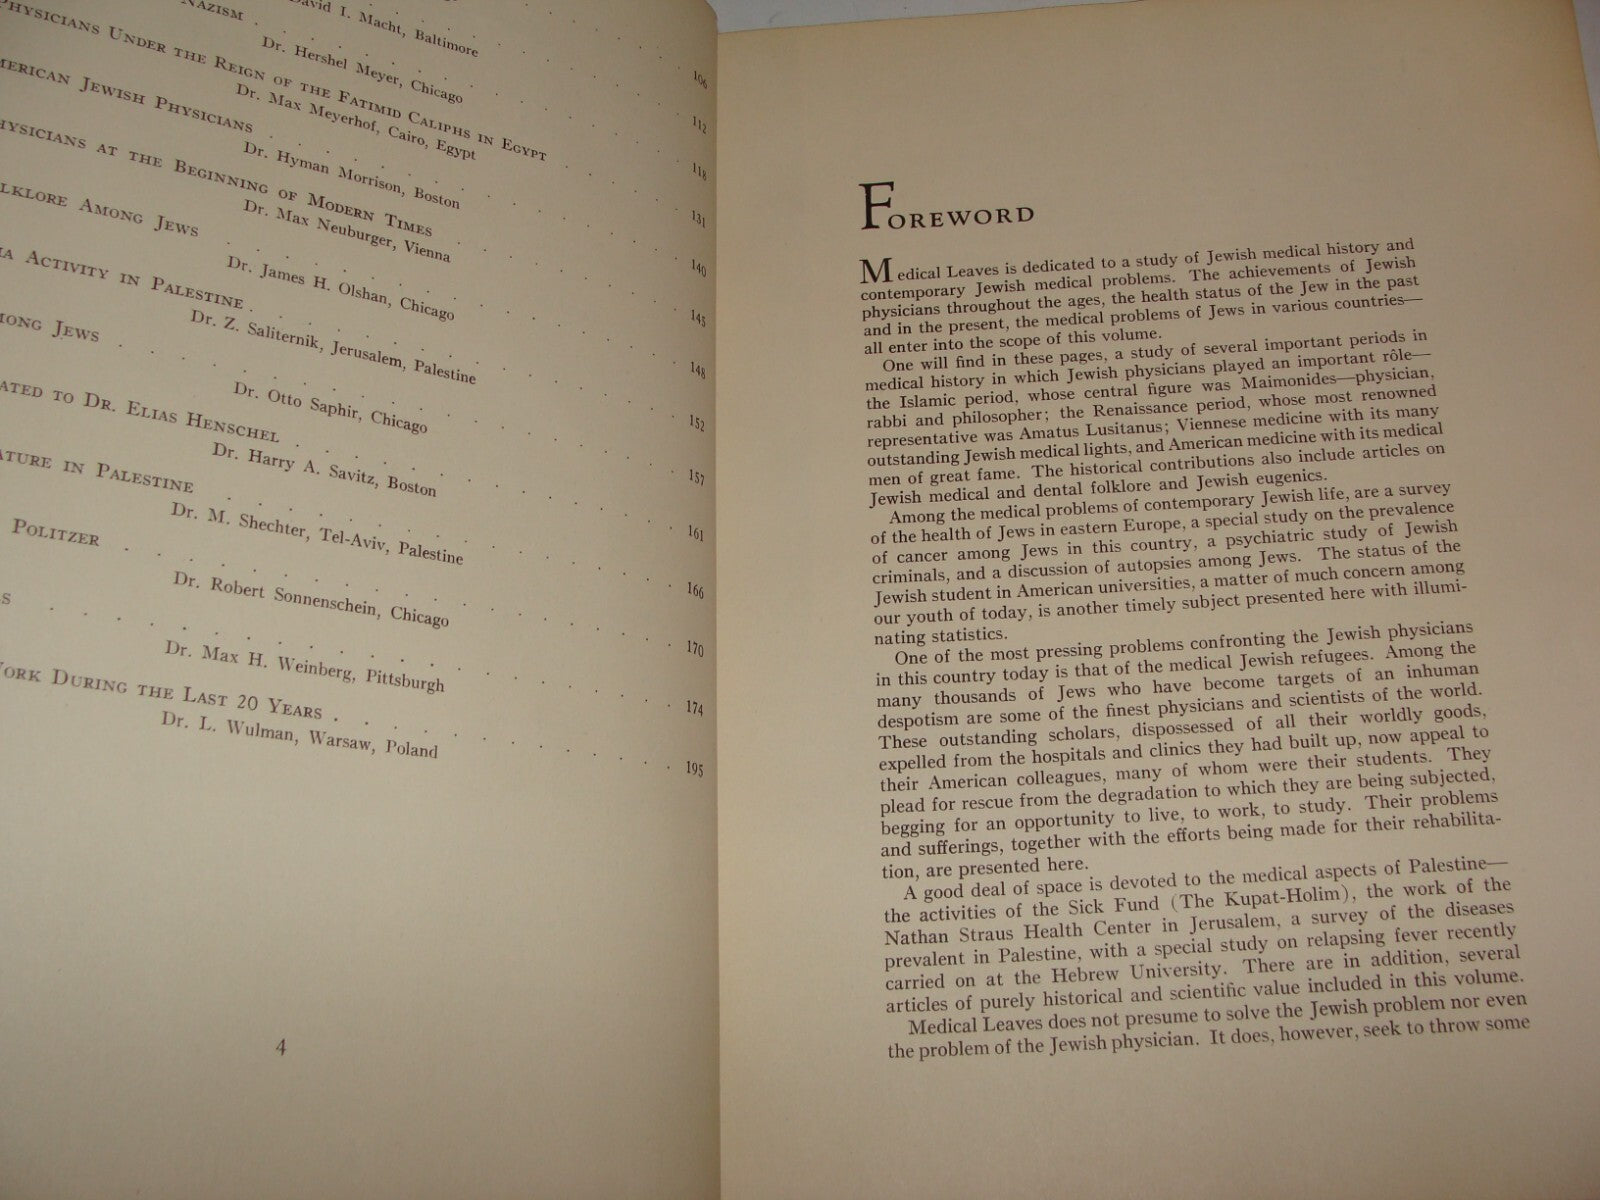 David I. Macht, Baltimore
NAZISM . . . . . . 106
Dr. Hershel Meyer, Chicago
PHYSICIANS UNDER THE REIGN OF THE FATIMID CALIPHS IN EGYPT . . . 112
Dr. Max Meyerhof, Cairo, Egypt
AMERICAN JEWISH PHYSICIANS . . . . . . 118
Dr. Hyman Morrison, Boston
PHYSICIANS AT THE BEGINNING OF MODERN TIMES . . . . 131
Dr. Max Neuburger, Vienna
LKLORE AMONG JEWS . . . . . . 140
Dr. James H. Olshan, Chicago
IA ACTIVITY IN PALESTINE . . . . . . 145
Dr. Z. Saliternik, Jerusalem, Palestine
MONG JEWS . . . . . . 148
Dr. Otto Saphir, Chicago
ATED TO DR. ELIAS HENSCHEL . . . . . . 152
Dr. Harry A. Savitz, Boston
157
ATURE IN PALESTINE . . . . . . 161
Dr. M. Shechter, Tel-Aviv, Palestine
POLITZER . . . . . . 166
Dr. Robert Sonnenschein, Chicago
S . . . . . . 170
Dr. Max H. Weinberg, Pittsburgh
174
WORK DURING THE LAST 20 YEARS . . . . . . 195
Dr. L. Wulman, Warsaw, Poland
4
FOREWORD
Medical Leaves is dedicated to a study of Jewish medical history and
contemporary Jewish medical problems. The achievements of Jewish
physicians throughout the ages, the health status of the Jew in the past
and in the present, the medical problems of Jews in various countries—
all enter into the scope of this volume.
One will find in these pages, a study of several important periods in
medical history in which Jewish physicians played an important rôle—
the Islamic period, whose central figure was Maimonides—physician,
rabbi and philosopher; the Renaissance period, whose most renowned
representative was Amatus Lusitanus; Viennese medicine with its many
outstanding Jewish medical lights, and American medicine with its medical
men of great fame. The historical contributions also include articles on
Jewish medical and dental folklore and Jewish eugenics.
Among the medical problems of contemporary Jewish life, are a survey
of the health of Jews in eastern Europe, a special study on the prevalence
of cancer among Jews in this country, a psychiatric study of Jewish
criminals, and a discussion of autopsies among Jews. The status of the
Jewish student in American universities, a matter of much concern among
our youth of today, is another timely subject presented here with illumi-
nating statistics.
One of the most pressing problems confronting the Jewish physicians
in this country today is that of the medical Jewish refugees. Among the
many thousands of Jews who have become targets of an inhuman
despotism are some of the finest physicians and scientists of the world.
These outstanding scholars, dispossessed of all their worldly goods,
expelled from the hospitals and clinics they had built up, now appeal to
their American colleagues, many of whom were their students. They
plead for rescue from the degradation to which they are being subjected,
begging for an opportunity to live, to work, to study. Their problems
and sufferings, together with the efforts being made for their rehabilita-
tion, are presented here.
A good deal of space is devoted to the medical aspects of Palestine—
the activities of the Sick Fund (The Kupat-Holim), the work of the
Nathan Straus Health Center in Jerusalem, a survey of the diseases
prevalent in Palestine, with a special study on relapsing fever recently
carried on at the Hebrew University. There are in addition, several
articles of purely historical and scientific value included in this volume.
Medical Leaves does not presume to solve the Jewish problem nor even
the problem of the Jewish physician. It does, however, seek to throw some